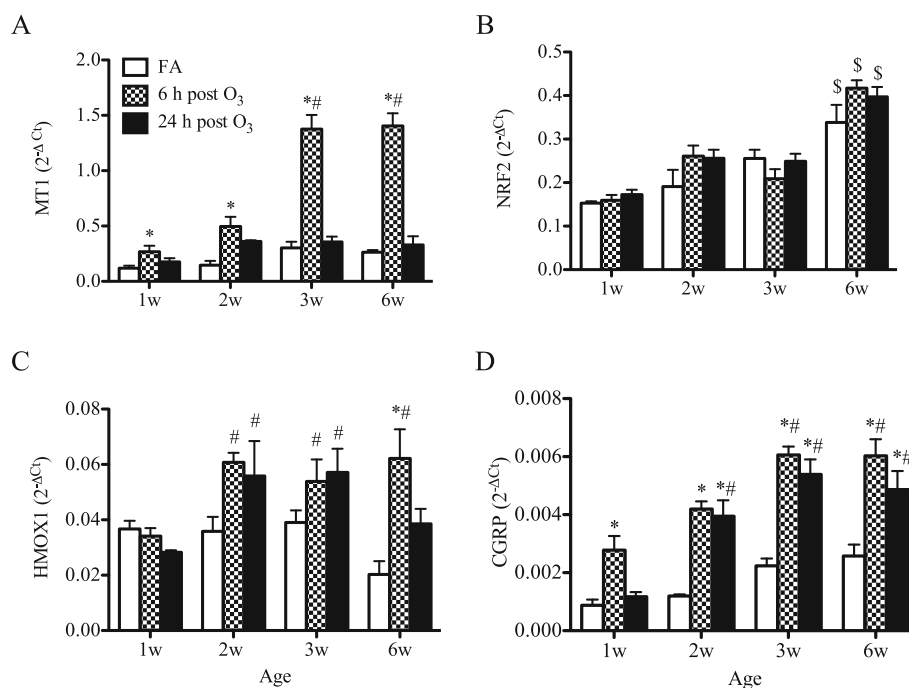 A
MT1 (2-Δ Ct)
2.0
1.5
1.0
0.5
0.0
FA
6 h post O3
24 h post O3
*
*
*#
*#
1w
2w
3w
6w
B
NRF2 (2-ΔCt)
0.5
0.4
0.3
0.2
0.1
0.0
$
$
$
1w
2w
3w
6w
C
HMOX1 (2-ΔCt)
0.08
0.06
0.04
0.02
0.00
#
#
#
#
*#
1w
2w
3w
6w
Age
D
CGRP (2-ΔCt)
0.008
0.006
0.004
0.002
0.000
*
*
*#
*#
*#
*#
*#
1w
2w
3w
6w
Age